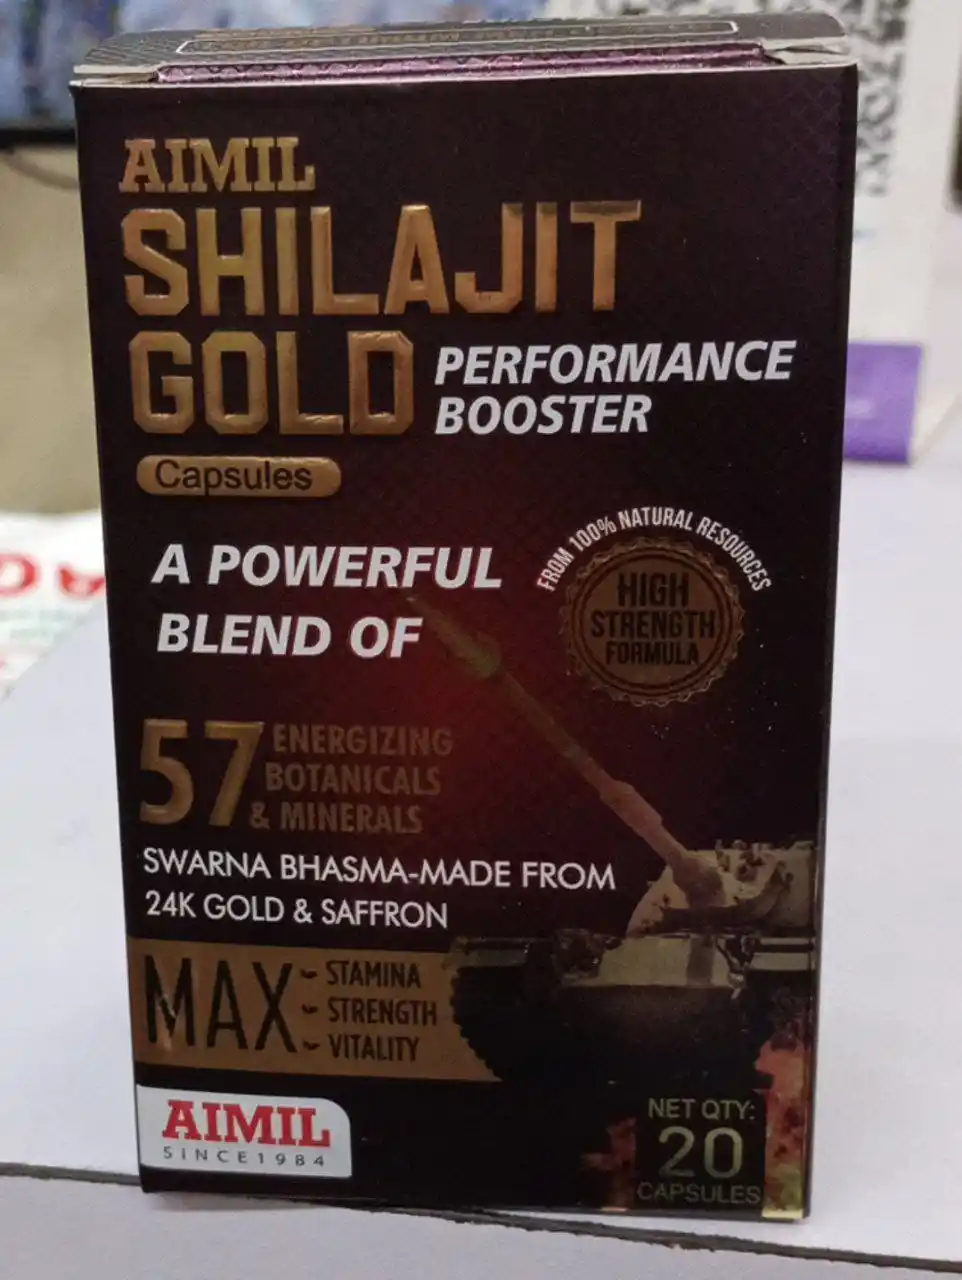 AIMIL
SHILAJIT
GOLD
PERFORMANCE
BOOSTER
Capsules
FROM 100% NATURAL RESOURCES
HIGH
STRENGTH
FORMULA
A POWERFUL
BLEND OF
57
ENERGIZING
BOTANICALS
& MINERALS
SWARNA BHASMA-MADE FROM
24K GOLD & SAFFRON
MAX
STAMINA
STRENGTH
VITALITY
AIMIL
SINCE1984
NET QTY:
20
CAPSULES